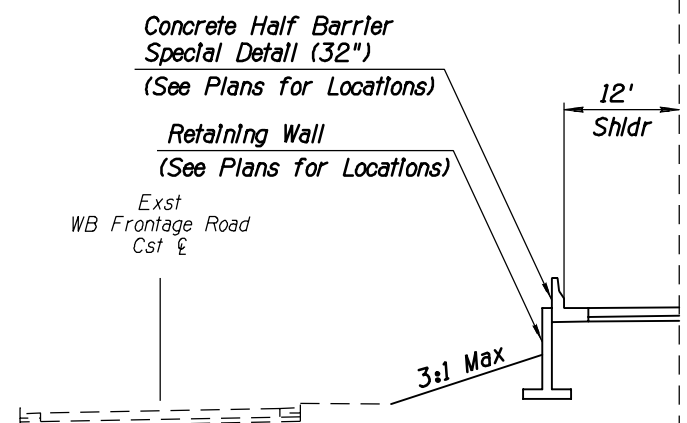 Concrete Half Barrier
Special Detail (32")
(See Plans for Locations)
12'
Shldr
Retaining Wall
(See Plans for Locations)
Exst
WB Frontage Road
Cst ℄
3:1 Max